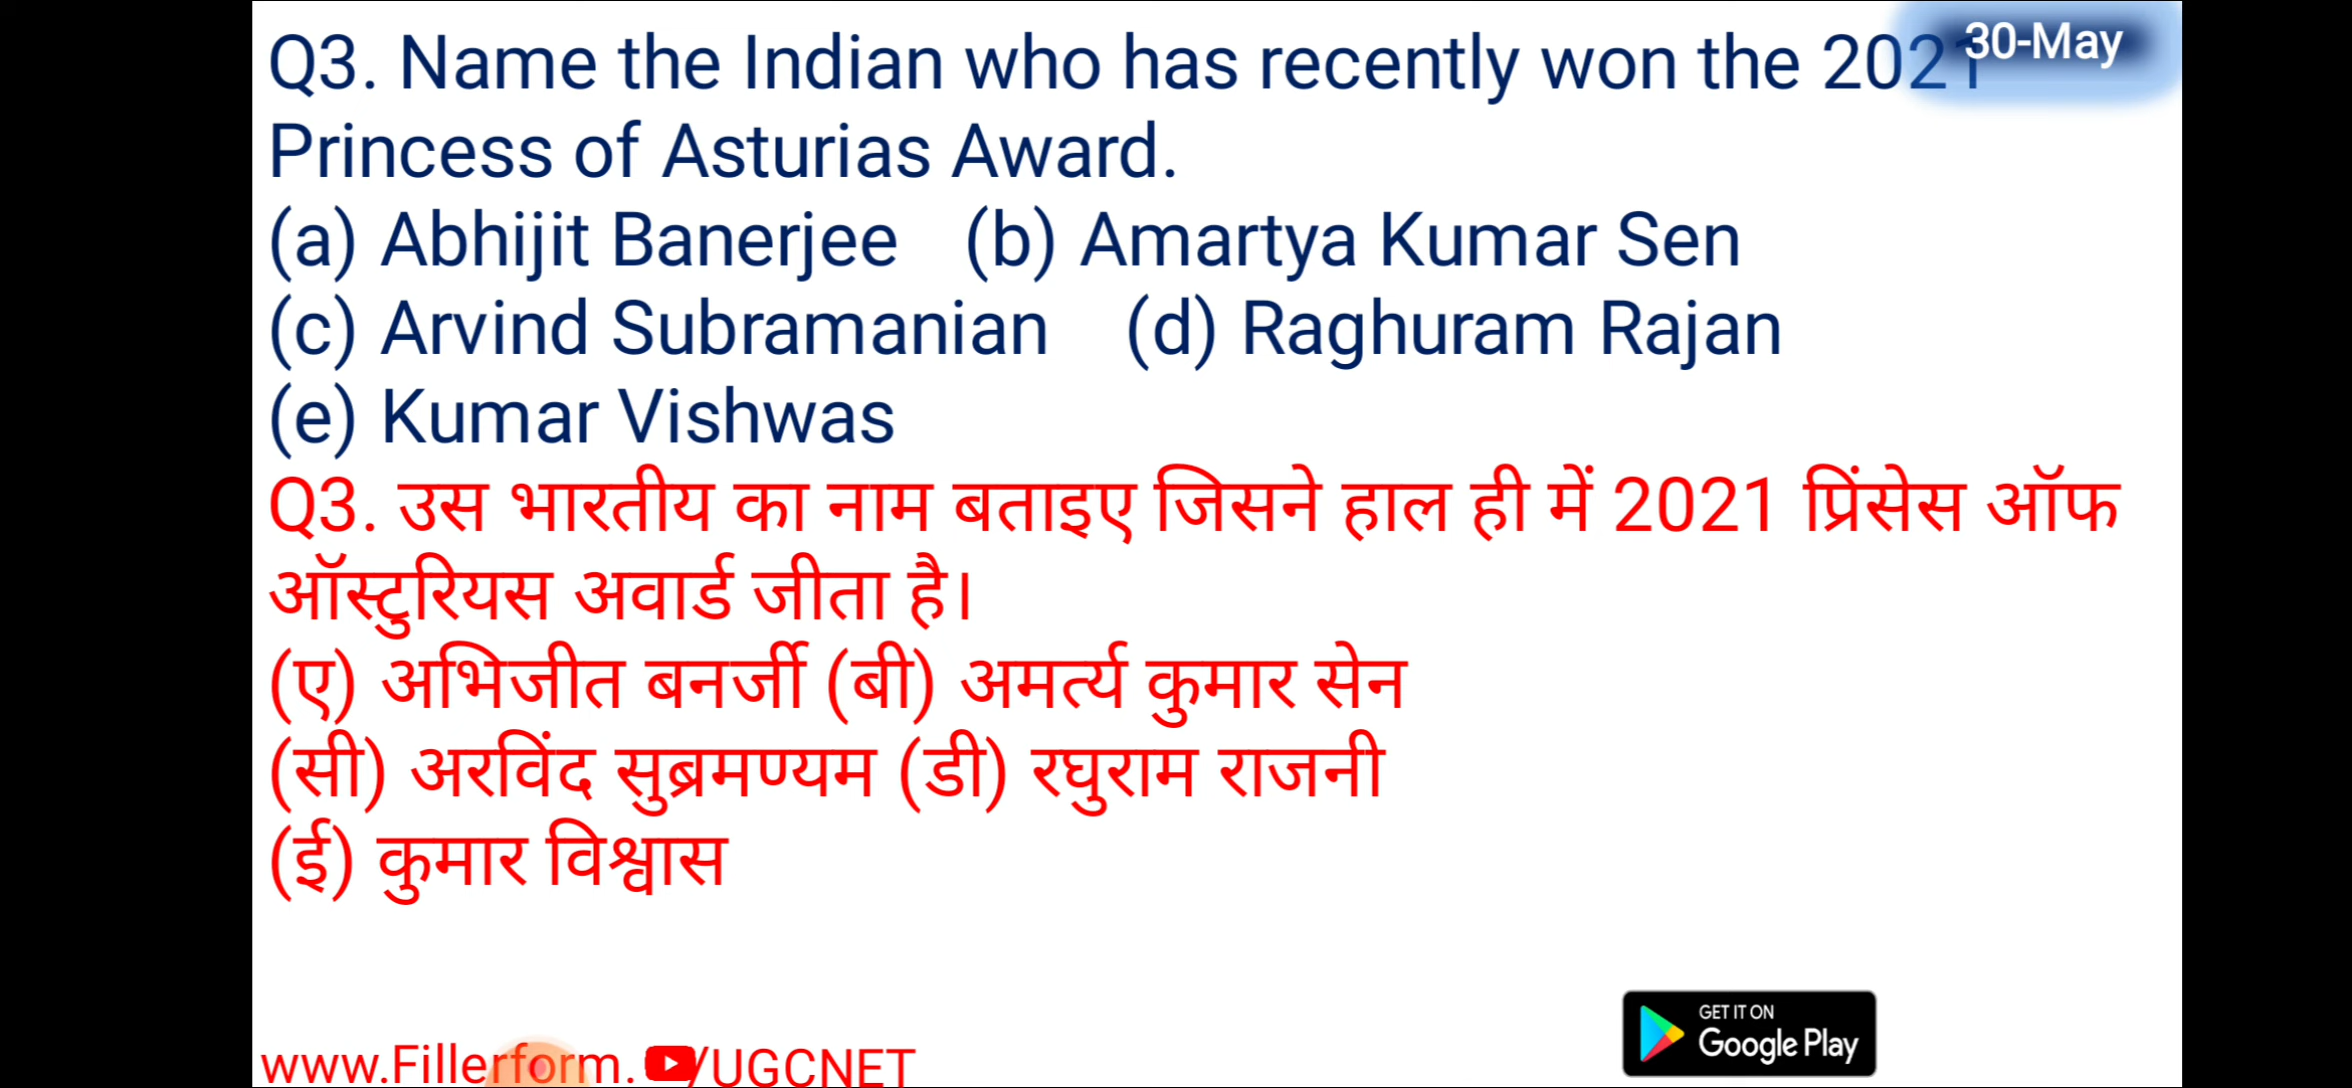 Q3. Name the Indian who has recently won the 2021
30-May
Princess of Asturias Award.
(a) Abhijit Banerjee (b) Amartya Kumar Sen
(c) Arvind Subramanian (d) Raghuram Rajan
(e) Kumar Vishwas
Q3. उस भारतीय का नाम बताइए जिसने हाल ही में 2021 प्रिंसेस ऑफ
ऑस्टुरियस अवार्ड जीता है।
(ए) अभिजीत बनर्जी (बी) अमर्त्य कुमार सेन
(सी) अरविंद सुब्रमण्यम (डी) रघुराम राजनी
(ई) कुमार विश्वास
GET IT ON
Google Play
www.Fillerform. /UGCNET